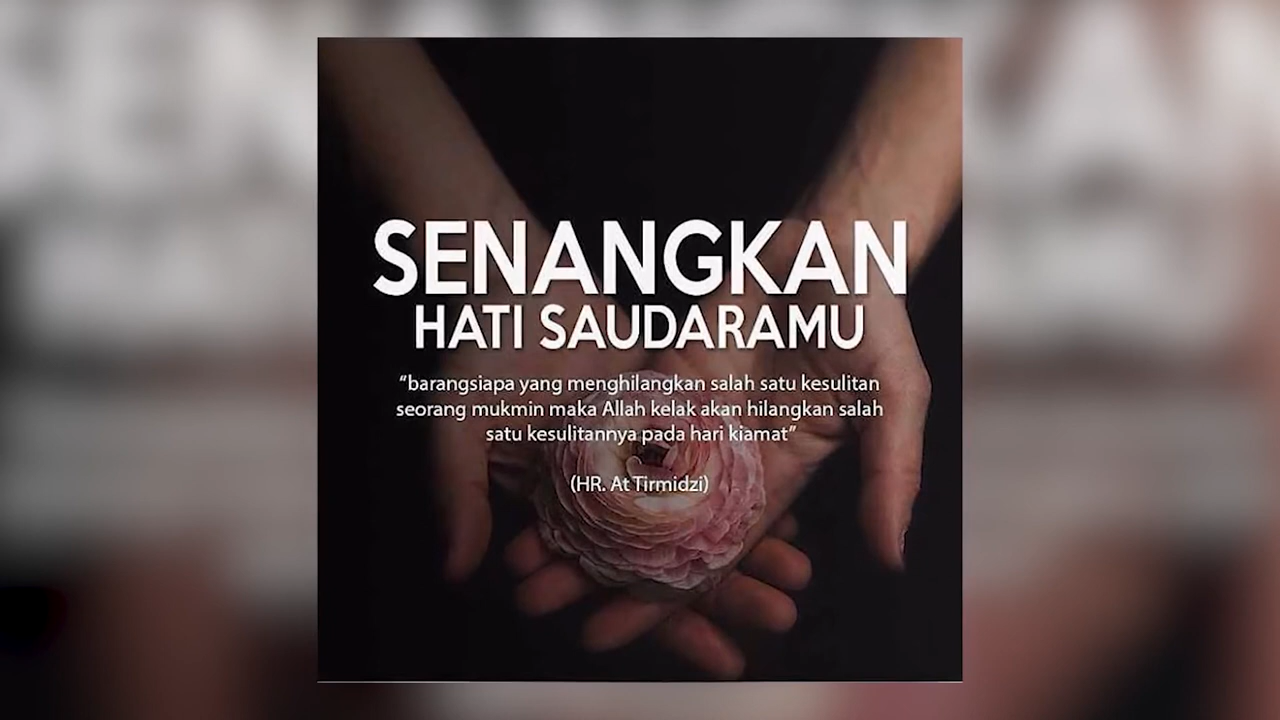 SENANGKAN
HATI SAUDARAMU
“barangsiapa yang menghilangkan salah satu kesulitan
seorang mukmin maka Allah kelak akan hilangkan salah
satu kesulitannya pada hari kiamat”
(HR. At Tirmidzi)